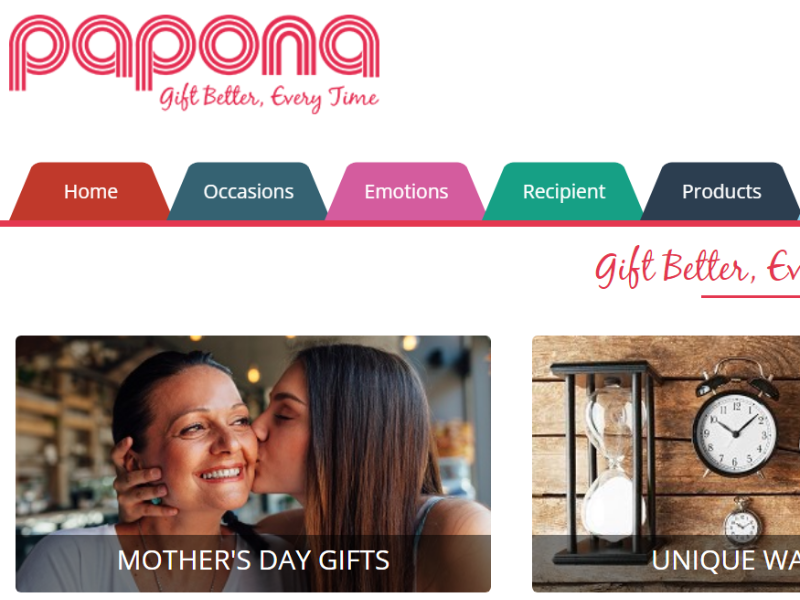 papona
Gift Better, Every Time
Home Occasions Emotions Recipient Products
Gift Better, Ev
MOTHER'S DAY GIFTS
UNIQUE WA